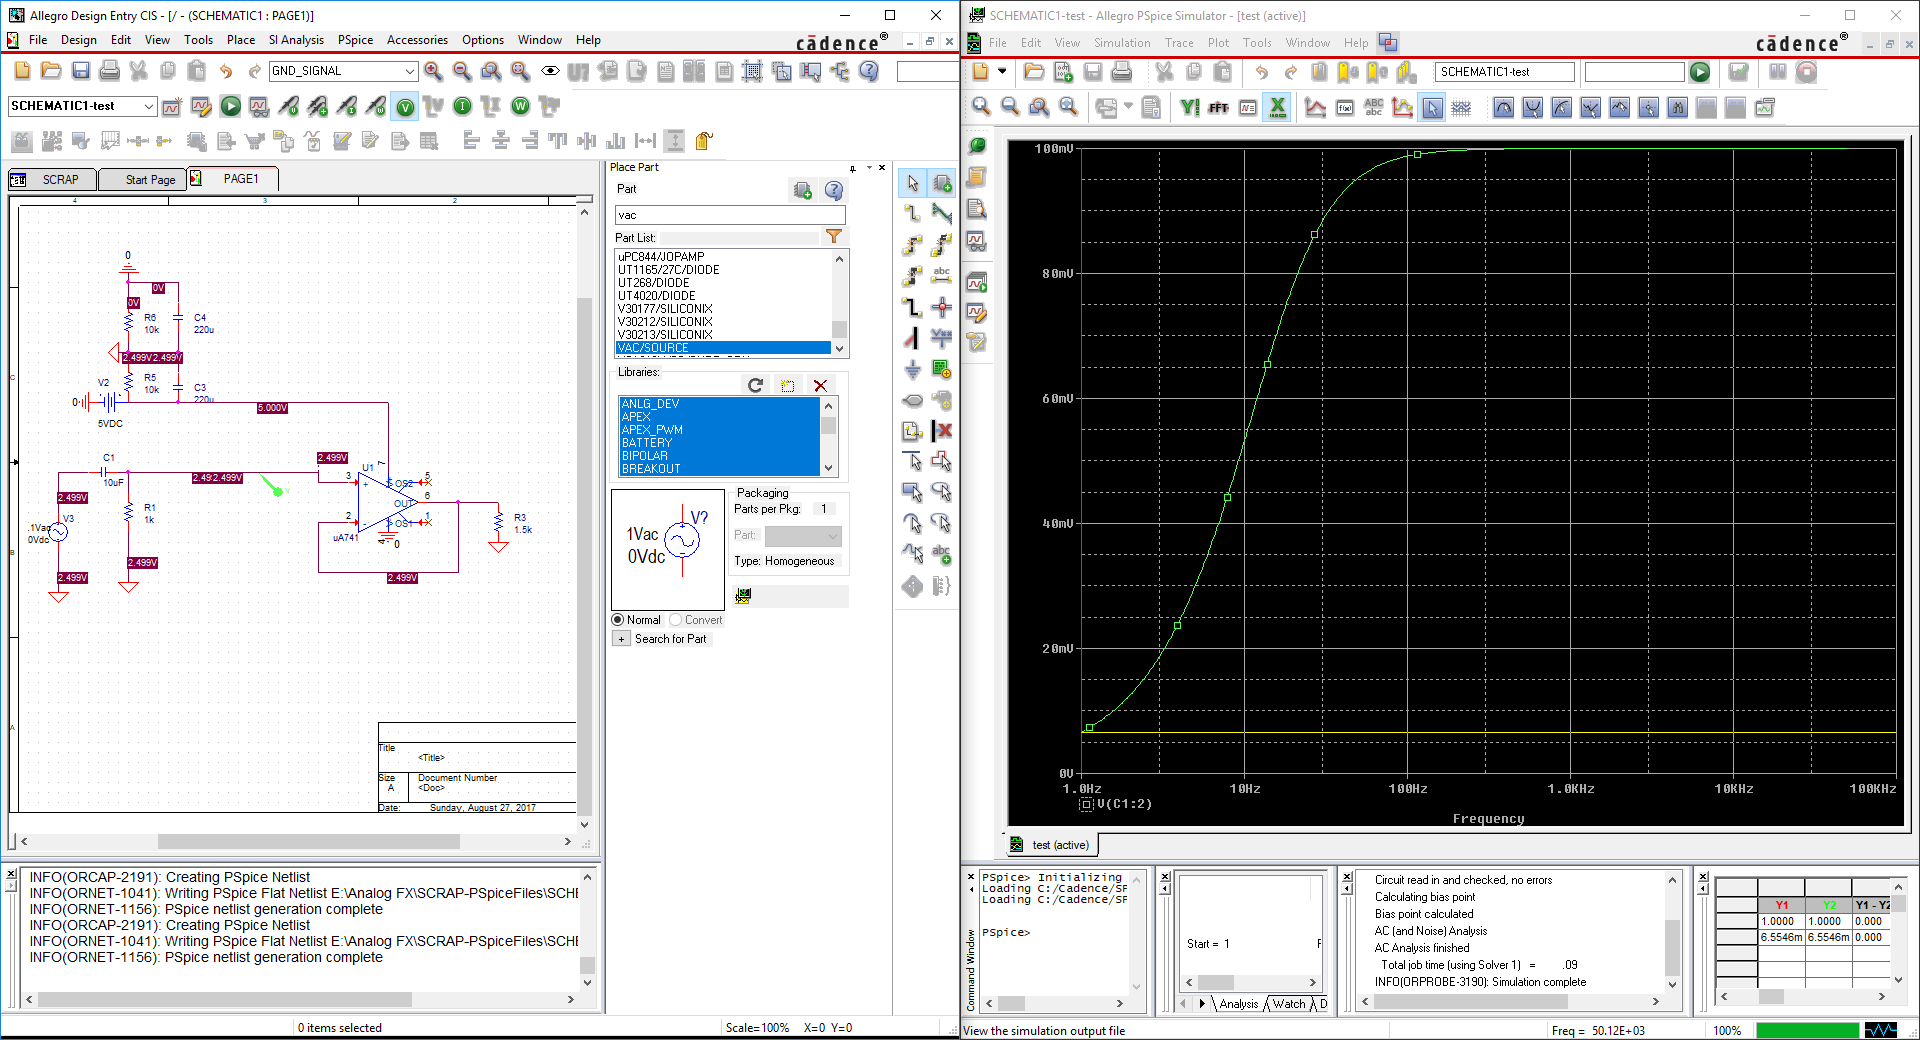 Allegro Design Entry CIS - [/ - (SCHEMATIC1 : PAGE1)]
File Design Edit View Tools Place SI Analysis PSpice Accessories Options Window Help
cādence®
GND_SIGNAL
SCHEMATIC1-test
V I W
SCRAP Start Page PAGE1
4 3 2
C
B
A
0
0V
0V
R6
10k
C4
220u
2.499V 2.499V
R5
10k
C3
220u
V2
0
5VDC
5.000V
C1
10uF
2.499V
2.499V
U1
7
3
+
OS2
5
6
OUT
2
-
OS1
1
uA741
4
0
R3
1.5k
2.499V
V3
.1Vac
0Vdc
R1
1k
2.499V
2.499V
2.499V
Title
<Title>
Size
A
Document Number
<Doc>
Date:
Sunday, August 27, 2017
Place Part
Part
vac
Part List:
uPC844/JOPAMP
UT1165/27C/DIODE
UT268/DIODE
UT4020/DIODE
V30177/SILICONIX
V30212/SILICONIX
V30213/SILICONIX
VAC/SOURCE
Libraries:
ANLG_DEV
APEX
APEX_PWM
BATTERY
BIPOLAR
BREAKOUT
V?
1Vac
0Vdc
Packaging
Parts per Pkg: 1
Part:
Type: Homogeneous
Normal Convert
+ Search for Part
INFO(ORCAP-2191): Creating PSpice Netlist
INFO(ORNET-1041): Writing PSpice Flat Netlist E:\Analog FX\SCRAP-PSpiceFiles\SCHE
INFO(ORNET-1156): PSpice netlist generation complete
INFO(ORCAP-2191): Creating PSpice Netlist
INFO(ORNET-1041): Writing PSpice Flat Netlist E:\Analog FX\SCRAP-PSpiceFiles\SCHE
INFO(ORNET-1156): PSpice netlist generation complete
0 items selected
Scale=100% X=0 Y=0
SCHEMATIC1-test - Allegro PSpice Simulator - [test (active)]
File Edit View Simulation Trace Plot Tools Window Help
cādence®
SCHEMATIC1-test
FFT
abc
100mV
80mV
60mV
40mV
20mV
0V
1.0Hz 10Hz 100Hz 1.0KHz 10KHz 100KHz
V(C1:2)
Frequency
test (active)
Command Window
PSpice> Initializing
Loading C:/Cadence/SF
Loading C:/Cadence/SF
PSpice>
Start = 1
Analysis Watch D
Circuit read in and checked, no errors
Calculating bias point
Bias point calculated
AC (and Noise) Analysis
AC Analysis finished
Total job time (using Solver 1) = .09
INFO(ORPROBE-3190): Simulation complete
Y1 Y2 Y1 - Y2
1.0000 1.0000 0.000
6.5546m 6.5546m 0.000
View the simulation output file
Freq = 50.12E+03
100%